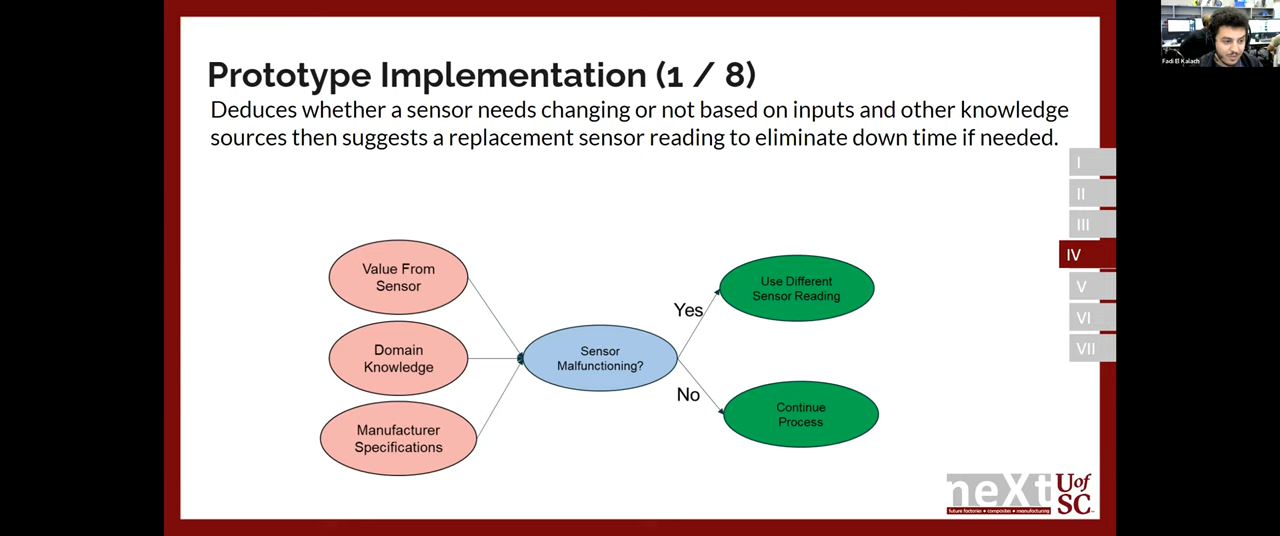 Prototype Implementation (1 / 8)
Deduces whether a sensor needs changing or not based on inputs and other knowledge
sources then suggests a replacement sensor reading to eliminate down time if needed.
Value From
Sensor
Domain
Knowledge
Manufacturer
Specifications
Sensor
Malfunctioning?
Yes
No
Use Different
Sensor Reading
Continue
Process
I
II
III
IV
V
VI
VII
neXt
future factories • composites • manufacturing
UofSC
Fadi El Kalach